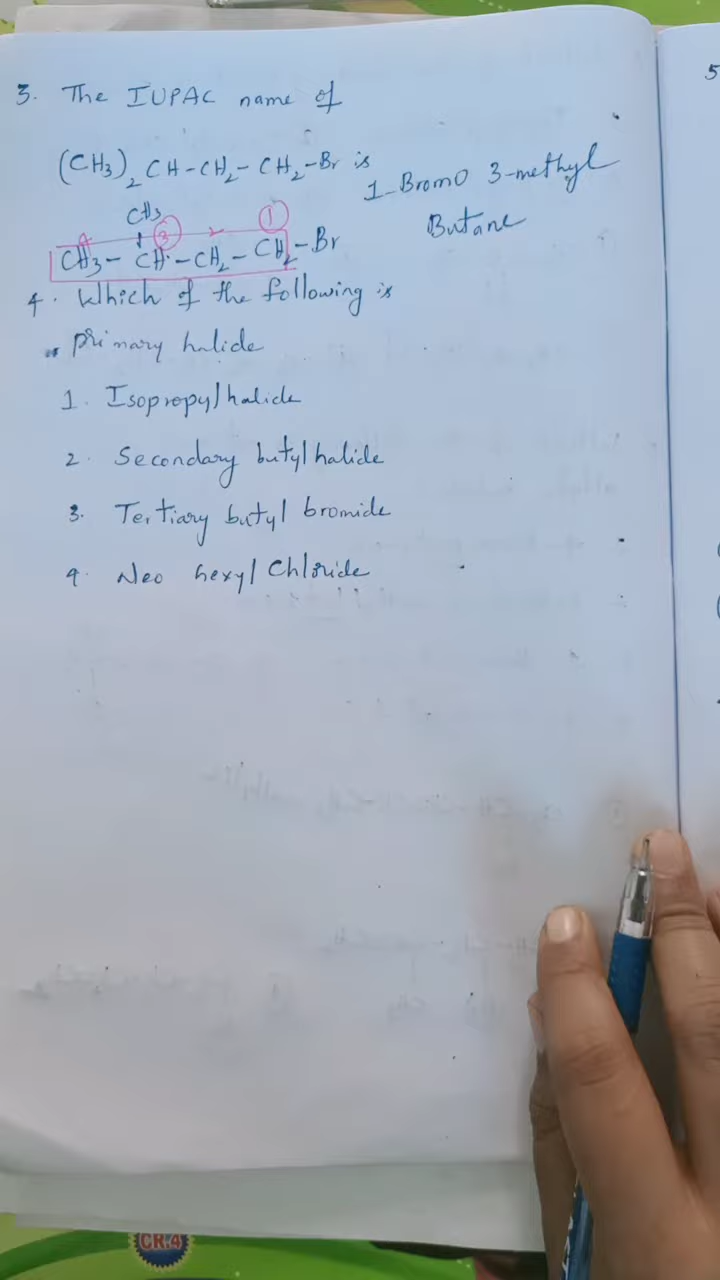 3. The IUPAC name of
(CH₃)₂ CH-CH₂-CH₂-Br is
1-Bromo 3-methyl
Butane
CH₃
4 3 2 1
CH₃-CH-CH₂-CH₂-Br
4. Which of the following is
primary halide
1. Isopropyl halide
2. Secondary butyl halide
3. Tertiary butyl bromide
4. Neo hexyl Chloride
5
CR.4